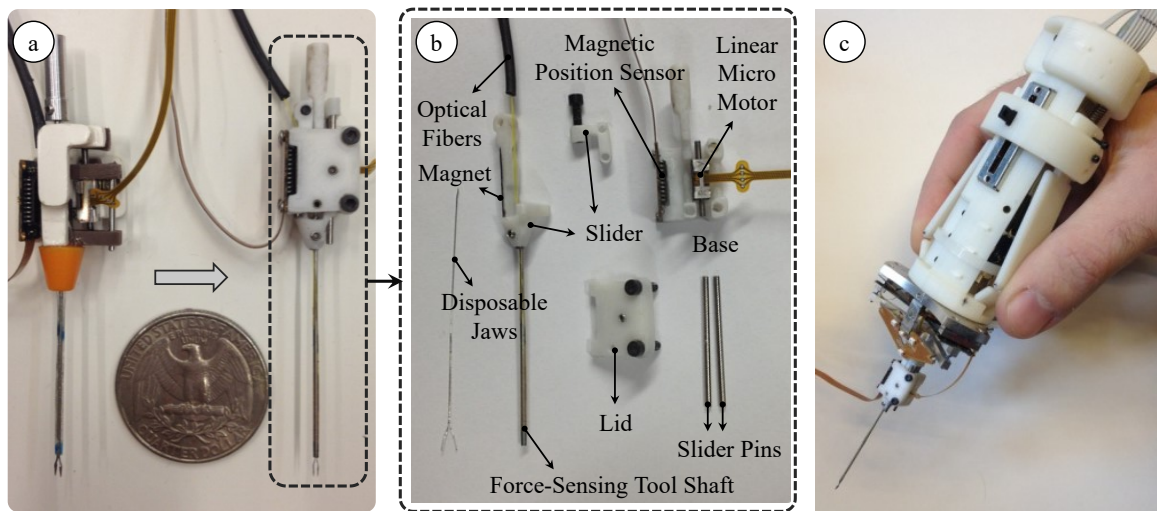 a
b
c
Magnetic
Position Sensor
Linear
Micro
Motor
Optical
Fibers
Magnet
Slider
Base
Disposable
Jaws
Lid
Slider Pins
Force-Sensing Tool Shaft
UNITED STATES OF AMERICA
QUARTER DOLLAR